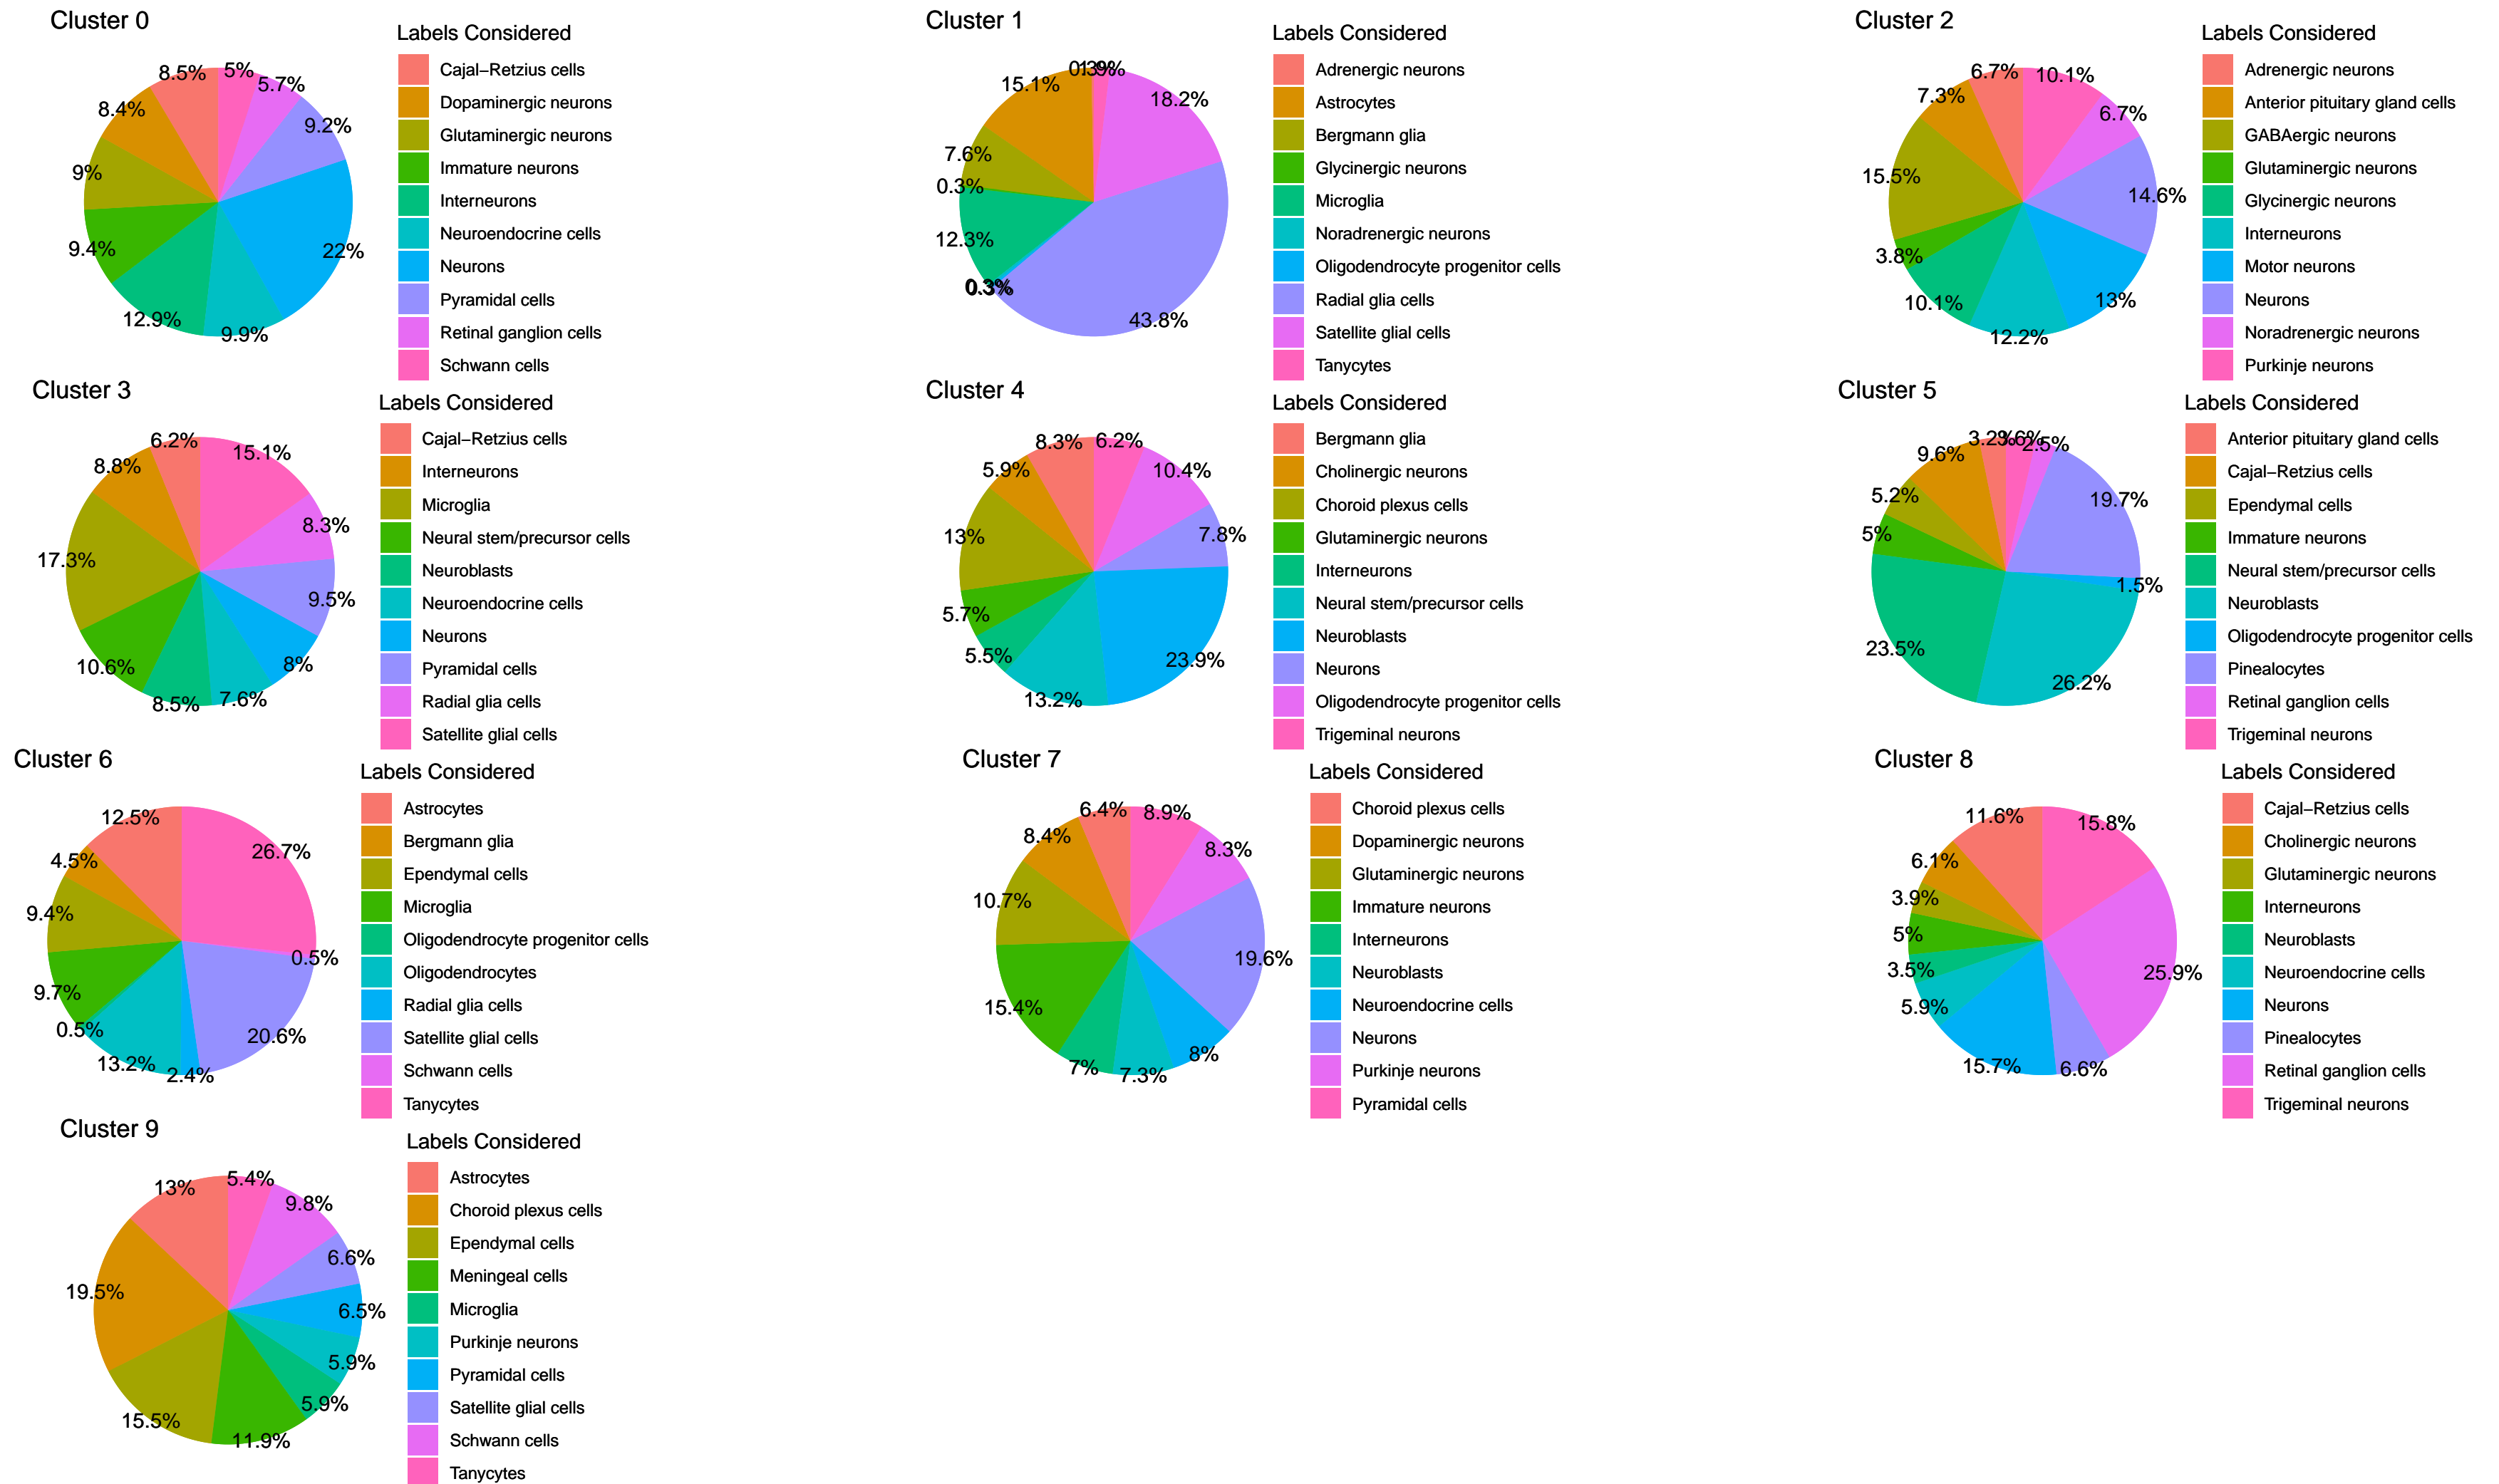 Cluster 0
Labels Considered
Cajal−Retzius cells
Dopaminergic neurons
Glutaminergic neurons
Immature neurons
Interneurons
Neuroendocrine cells
Neurons
Pyramidal cells
Retinal ganglion cells
Schwann cells
8.5%
8.4%
9%
9.4%
12.9%
9.9%
22%
9.2%
5.7%
5%
Cluster 1
Labels Considered
Adrenergic neurons
Astrocytes
Bergmann glia
Glycinergic neurons
Microglia
Noradrenergic neurons
Oligodendrocyte progenitor cells
Radial glia cells
Satellite glial cells
Tanycytes
15.1%
7.6%
0.3%
12.3%
0.3%
43.8%
18.2%
Cluster 2
Labels Considered
Adrenergic neurons
Anterior pituitary gland cells
GABAergic neurons
Glutaminergic neurons
Glycinergic neurons
Interneurons
Motor neurons
Neurons
Noradrenergic neurons
Purkinje neurons
6.7%
7.3%
15.5%
3.8%
10.1%
12.2%
13%
14.6%
6.7%
10.1%
Cluster 3
Labels Considered
Cajal−Retzius cells
Interneurons
Microglia
Neural stem/precursor cells
Neuroblasts
Neuroendocrine cells
Neurons
Pyramidal cells
Radial glia cells
Satellite glial cells
6.2%
8.8%
17.3%
10.6%
8.5%
7.6%
8%
9.5%
8.3%
15.1%
Cluster 4
Labels Considered
Bergmann glia
Cholinergic neurons
Choroid plexus cells
Glutaminergic neurons
Interneurons
Neural stem/precursor cells
Neuroblasts
Neurons
Oligodendrocyte progenitor cells
Trigeminal neurons
8.3%
5.9%
13%
5.7%
5.5%
13.2%
23.9%
7.8%
10.4%
6.2%
Cluster 5
Labels Considered
Anterior pituitary gland cells
Cajal−Retzius cells
Ependymal cells
Immature neurons
Neural stem/precursor cells
Neuroblasts
Oligodendrocyte progenitor cells
Pinealocytes
Retinal ganglion cells
Trigeminal neurons
3.2%
9.6%
5.2%
5%
23.5%
26.2%
1.5%
19.7%
2.5%
3.6%
Cluster 6
Labels Considered
Astrocytes
Bergmann glia
Ependymal cells
Microglia
Oligodendrocyte progenitor cells
Oligodendrocytes
Radial glia cells
Satellite glial cells
Schwann cells
Tanycytes
12.5%
4.5%
9.4%
9.7%
0.5%
13.2%
2.4%
20.6%
0.5%
26.7%
Cluster 7
Labels Considered
Choroid plexus cells
Dopaminergic neurons
Glutaminergic neurons
Immature neurons
Interneurons
Neuroblasts
Neuroendocrine cells
Neurons
Purkinje neurons
Pyramidal cells
6.4%
8.4%
10.7%
15.4%
7%
7.3%
8%
19.6%
8.3%
8.9%
Cluster 8
Labels Considered
Cajal−Retzius cells
Cholinergic neurons
Glutaminergic neurons
Interneurons
Neuroblasts
Neuroendocrine cells
Neurons
Pinealocytes
Retinal ganglion cells
Trigeminal neurons
11.6%
6.1%
3.9%
5%
3.5%
5.9%
15.7%
6.6%
25.9%
15.8%
Cluster 9
Labels Considered
Astrocytes
Choroid plexus cells
Ependymal cells
Meningeal cells
Microglia
Purkinje neurons
Pyramidal cells
Satellite glial cells
Schwann cells
Tanycytes
13%
19.5%
15.5%
11.9%
5.9%
5.9%
6.5%
6.6%
9.8%
5.4%